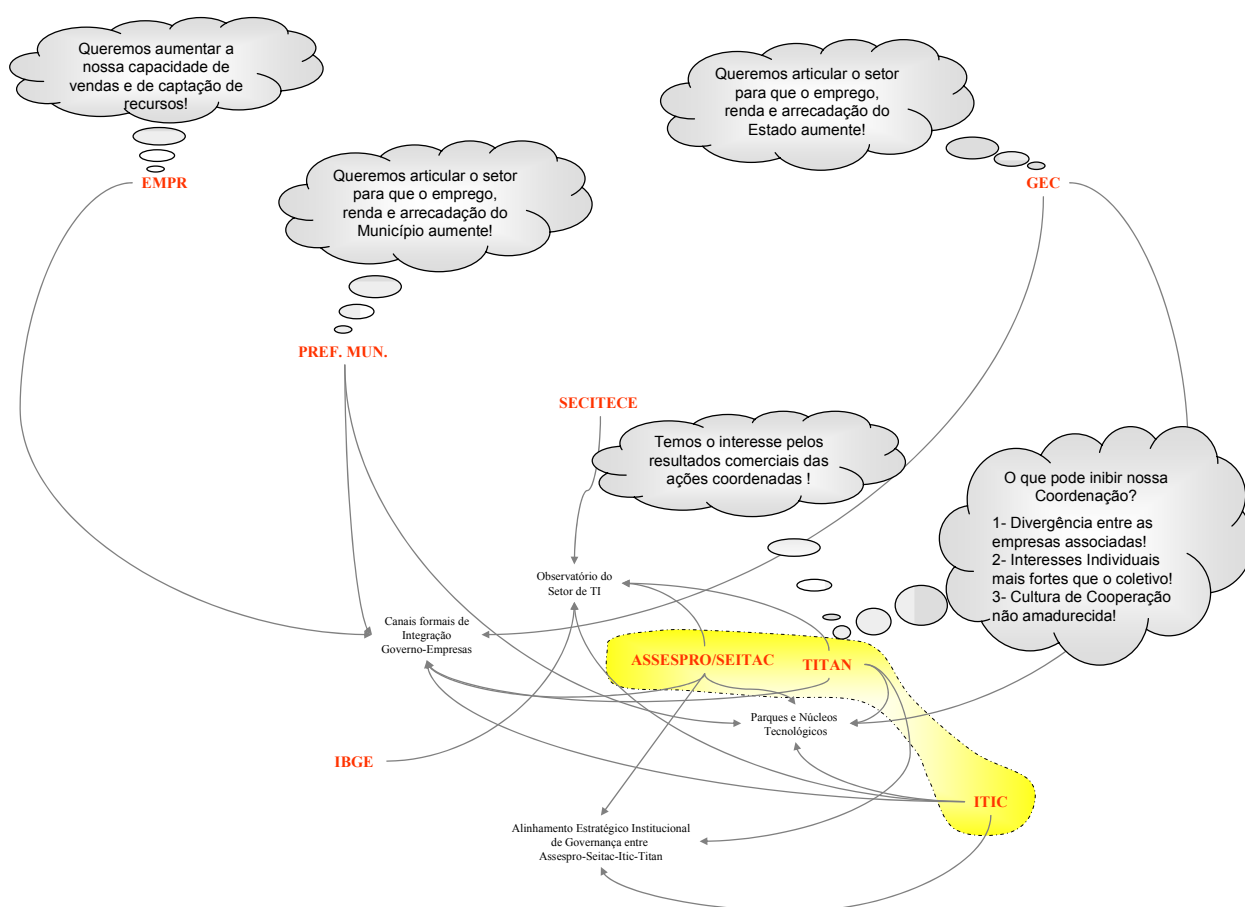 Queremos aumentar a
nossa capacidade de
vendas e de captação de
recursos!
Queremos articular o setor
para que o emprego,
renda e arrecadação do
Estado aumente!
EMPR
GEC
Queremos articular o setor
para que o emprego,
renda e arrecadação do
Município aumente!
PREF. MUN.
SECITECE
Temos o interesse pelos
resultados comerciais das
ações coordenadas !
O que pode inibir nossa
Coordenação?
1- Divergência entre as
empresas associadas!
2- Interesses Individuais
mais fortes que o coletivo!
3- Cultura de Cooperação
não amadurecida!
Observatório do
Setor de TI
Canais formais de
Integração
Governo-Empresas
ASSESPRO/SEITAC
TITAN
Parques e Núcleos
Tecnológicos
IBGE
ITIC
Alinhamento Estratégico Institucional
de Governança entre
Assespro-Seitac-Itic-Titan